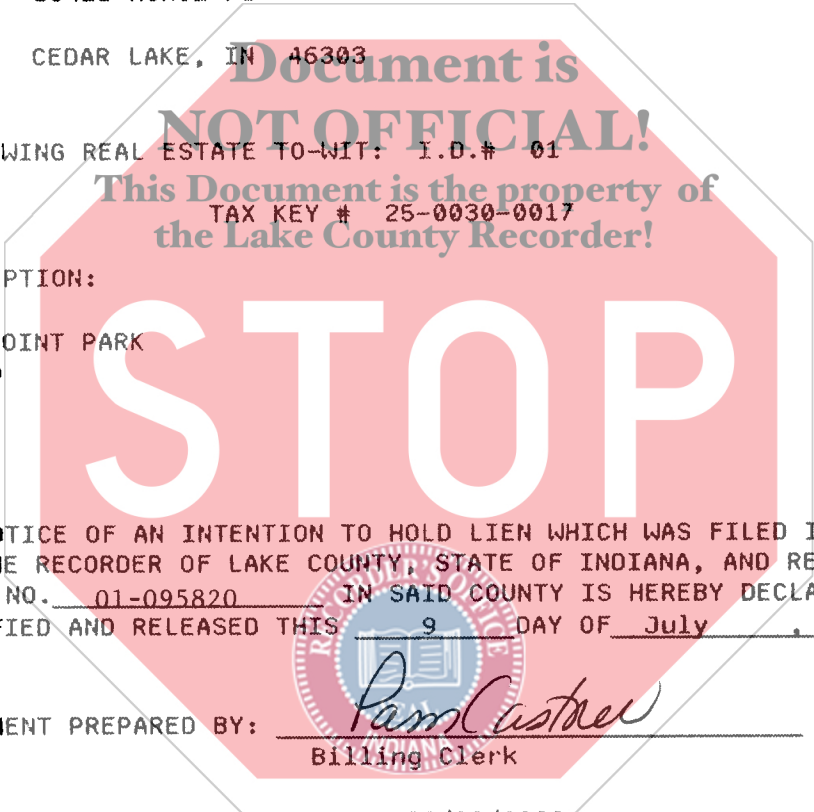 CEDAR LAKE, IN 46303
Document is
NOT OFFICIAL!
WING REAL ESTATE TO-WIT: I.D.# 01
This Document is the property of
TAX KEY # 25-0030-0017
the Lake County Recorder!
PTION:
OINT PARK
STOP
TICE OF AN INTENTION TO HOLD LIEN WHICH WAS FILED I
E RECORDER OF LAKE COUNTY, STATE OF INDIANA, AND RE
NO. 01-095820 IN SAID COUNTY IS HEREBY DECLA
FIED AND RELEASED THIS 9 DAY OF July ,
RECORDER'S OFFICE
SEAL
INDIANA
ENT PREPARED BY: Pam Castner
Billing Clerk